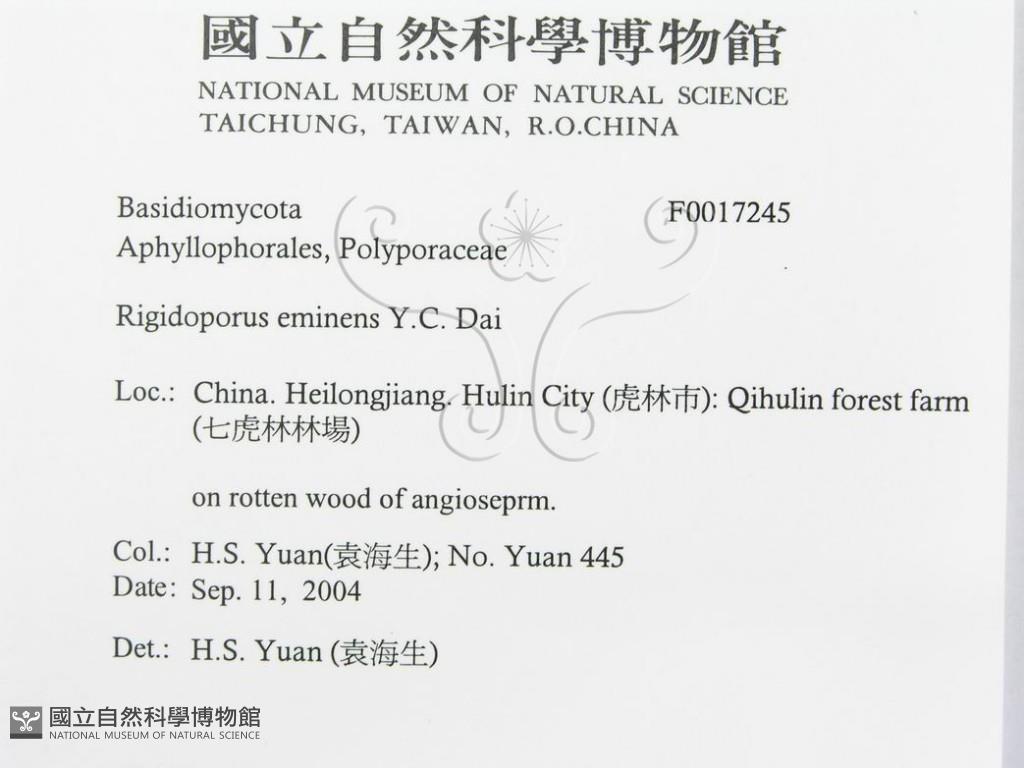 國立自然科學博物館
NATIONAL MUSEUM OF NATURAL SCIENCE
TAICHUNG, TAIWAN, R.O.CHINA
Basidiomycota F0017245
Aphyllophorales, Polyporaceae
Rigidoporus eminens Y.C. Dai
Loc.: China. Heilongjiang. Hulin City (虎林市): Qihulin forest farm
(七虎林林場)
on rotten wood of angioseprm.
Col.: H.S. Yuan(袁海生); No. Yuan 445
Date: Sep. 11, 2004
Det.: H.S. Yuan (袁海生)
國立自然科學博物館
NATIONAL MUSEUM OF NATURAL SCIENCE